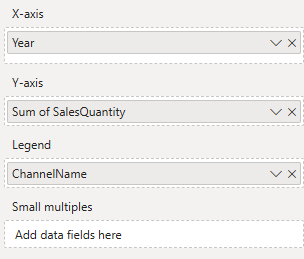 X-axis
Year
Y-axis
Sum of SalesQuantity
Legend
ChannelName
Small multiples
Add data fields here